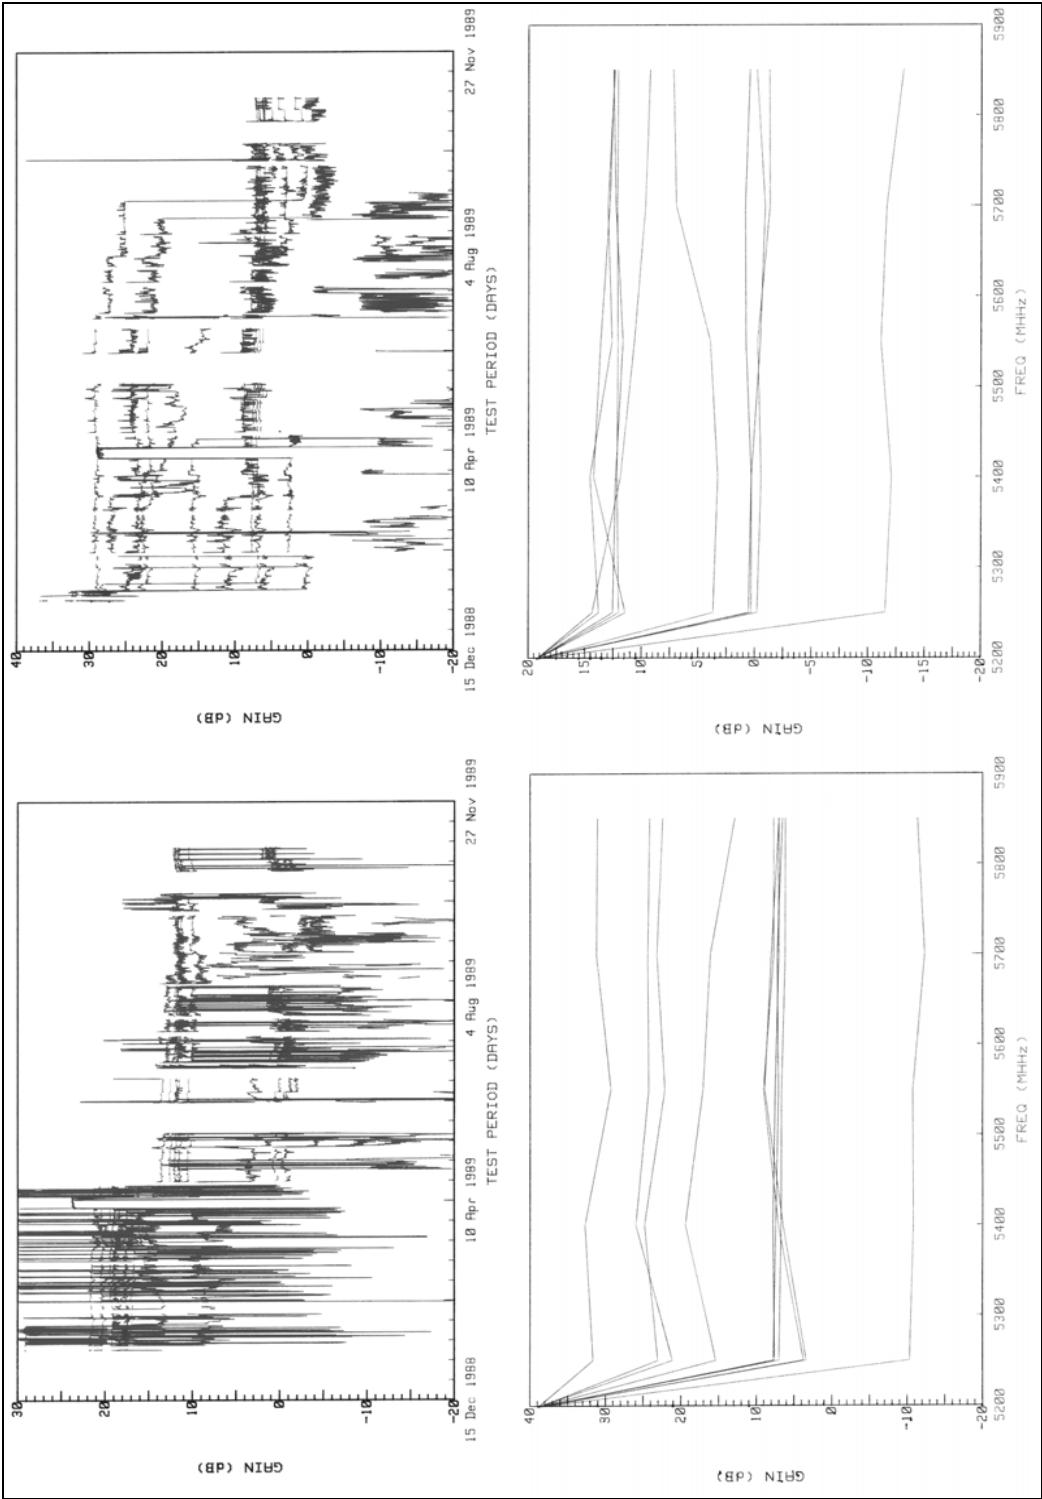 GAIN (dB)
30
20
10
0
-10
-20
15 Dec 1988 10 Apr 1989 4 Aug 1989 27 Nov 1989
TEST PERIOD (DAYS)
GAIN (dB)
40
30
20
10
0
-10
-20
15 Dec 1988 10 Apr 1989 4 Aug 1989 27 Nov 1989
TEST PERIOD (DAYS)
GAIN (dB)
40
30
20
10
0
-10
-20
5200 5300 5400 5500 5600 5700 5800 5900
FREQ (MHHz)
GAIN (dB)
20
15
10
5
0
-5
-10
-15
-20
5200 5300 5400 5500 5600 5700 5800 5900
FREQ (MHHz)